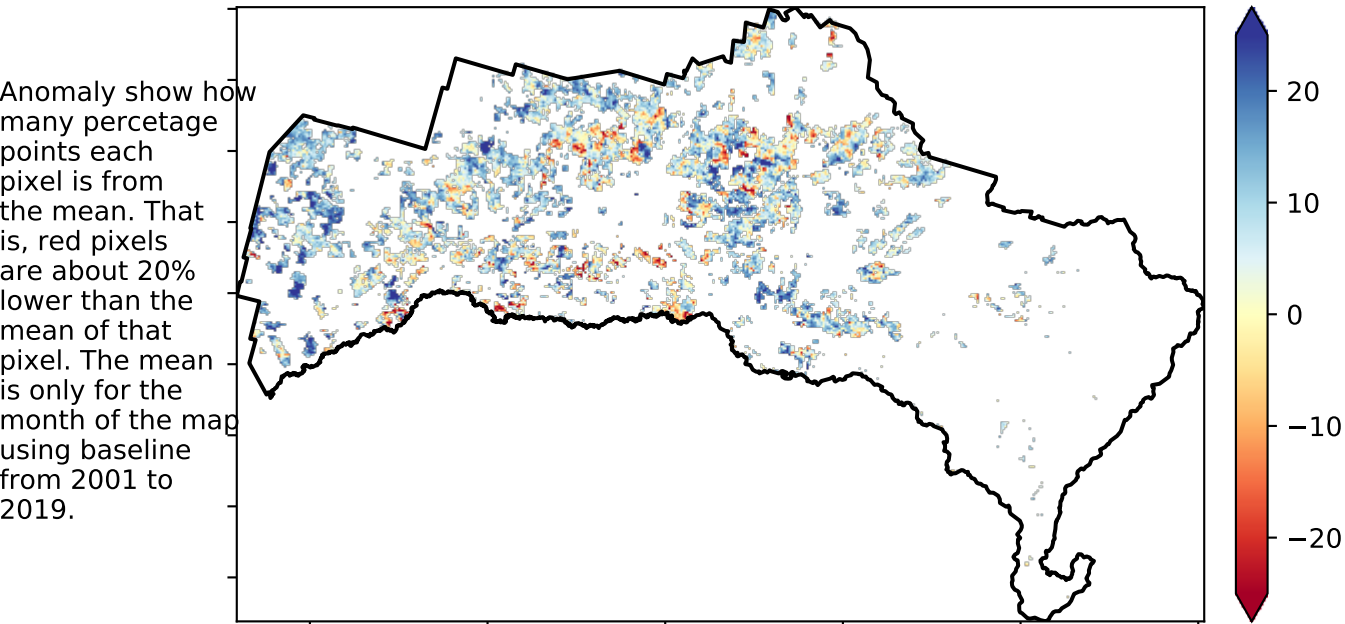 Anomaly show how
many percetage
points each
pixel is from
the mean. That
is, red pixels
are about 20%
lower than the
mean of that
pixel. The mean
is only for the
month of the map
using baseline
from 2001 to
2019.
20
10
0
−10
−20